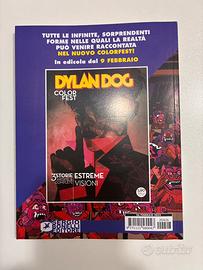 TUTTE LE INFINITE, SORPRENDENTI
FORME NELLE QUALI LA REALTÀ
PUÒ VENIRE RACCONTATA
NEL NUOVO COLORFEST!
In edicola dal 9 FEBBRAIO
DYLAN DOG
COLOR
FEST
3 STORIE ESTREME
VISIONI
SERGIO
BONELLI
EDITORE